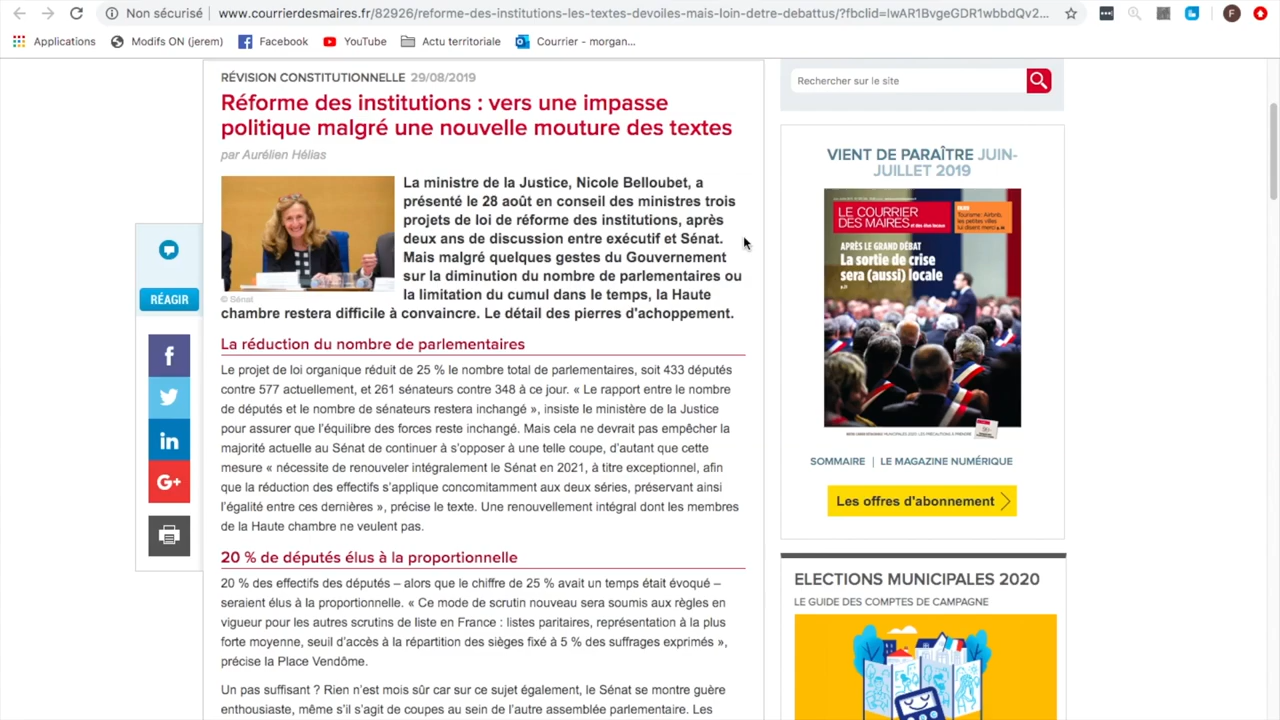 Non sécurisé | www.courrierdesmaires.fr/82926/reforme-des-institutions-les-textes-devoiles-mais-loin-detre-debattus/?fbclid=IwAR1BvgeGDR1wbbdQv2...
F
Applications
Modifs ON (jerem)
Facebook
YouTube
Actu territoriale
Courrier - morgan...
RÉVISION CONSTITUTIONNELLE 29/08/2019
Réforme des institutions : vers une impasse
politique malgré une nouvelle mouture des textes
par Aurélien Hélias
La ministre de la Justice, Nicole Belloubet, a
présenté le 28 août en conseil des ministres trois
projets de loi de réforme des institutions, après
deux ans de discussion entre exécutif et Sénat.
Mais malgré quelques gestes du Gouvernement
sur la diminution du nombre de parlementaires ou
la limitation du cumul dans le temps, la Haute
© Sénat
chambre restera difficile à convaincre. Le détail des pierres d'achoppement.
RÉAGIR
La réduction du nombre de parlementaires
Le projet de loi organique réduit de 25 % le nombre total de parlementaires, soit 433 députés
contre 577 actuellement, et 261 sénateurs contre 348 à ce jour. « Le rapport entre le nombre
de députés et le nombre de sénateurs restera inchangé », insiste le ministère de la Justice
pour assurer que l'équilibre des forces reste inchangé. Mais cela ne devrait pas empêcher la
majorité actuelle au Sénat de continuer à s'opposer à une telle coupe, d'autant que cette
mesure « nécessite de renouveler intégralement le Sénat en 2021, à titre exceptionnel, afin
que la réduction des effectifs s'applique concomitamment aux deux séries, préservant ainsi
l'égalité entre ces dernières », précise le texte. Une renouvellement intégral dont les membres
de la Haute chambre ne veulent pas.
20 % de députés élus à la proportionnelle
20 % des effectifs des députés – alors que le chiffre de 25 % avait un temps était évoqué –
seraient élus à la proportionnelle. « Ce mode de scrutin nouveau sera soumis aux règles en
vigueur pour les autres scrutins de liste en France : listes paritaires, représentation à la plus
forte moyenne, seuil d'accès à la répartition des sièges fixé à 5 % des suffrages exprimés »,
précise la Place Vendôme.
Un pas suffisant ? Rien n'est mois sûr car sur ce sujet également, le Sénat se montre guère
enthousiaste, même s'il s'agit de coupes au sein de l'autre assemblée parlementaire. Les
Rechercher sur le site
VIENT DE PARAÎTRE JUIN-
JUILLET 2019
LE COURRIER
DES MAIRES
Tourisme: Airbnb,
les petites villes
lui disent merci
APRÈS LE GRAND DÉBAT
La sortie de crise
sera (aussi) locale
SOMMAIRE | LE MAGAZINE NUMÉRIQUE
Les offres d'abonnement
ELECTIONS MUNICIPALES 2020
LE GUIDE DES COMPTES DE CAMPAGNE